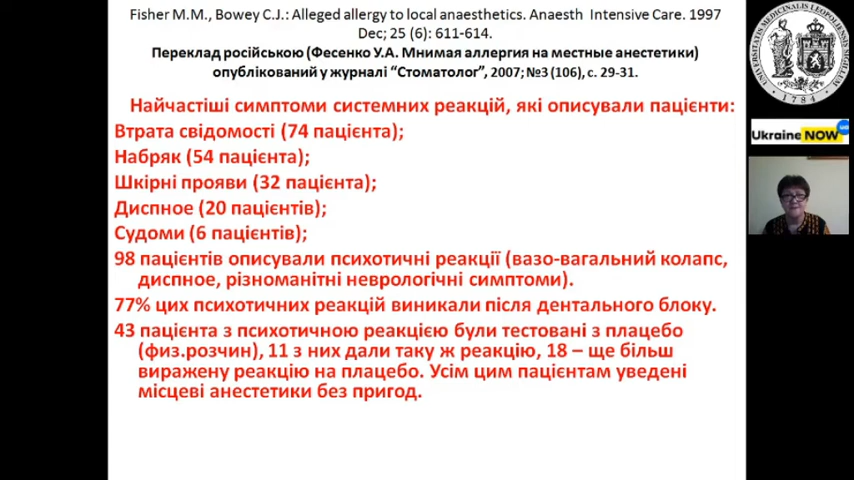 Fisher M.M., Bowey C.J.: Alleged allergy to local anaesthetics. Anaesth Intensive Care. 1997
Dec; 25 (6): 611-614.
Переклад російською (Фесенко У.А. Мнимая аллергия на местные анестетики)
опублікований у журналі “Стоматолог”, 2007; №3 (106), с. 29-31.
Найчастіші симптоми системних реакцій, які описували пацієнти:
Втрата свідомості (74 пацієнта);
Набряк (54 пацієнта);
Шкірні прояви (32 пацієнта);
Диспное (20 пацієнтів);
Судоми (6 пацієнтів);
98 пацієнтів описували психотичні реакції (вазо-вагальний колапс,
диспное, різноманітні неврологічні симптоми).
77% цих психотичних реакцій виникали після дентального блоку.
43 пацієнта з психотичною реакцією були тестовані з плацебо
(физ.розчин), 11 з них дали таку ж реакцію, 18 – ще більш
виражену реакцію на плацебо. Усім цим пацієнтам уведені
місцеві анестетики без пригод.
1784
Ukraine NOW